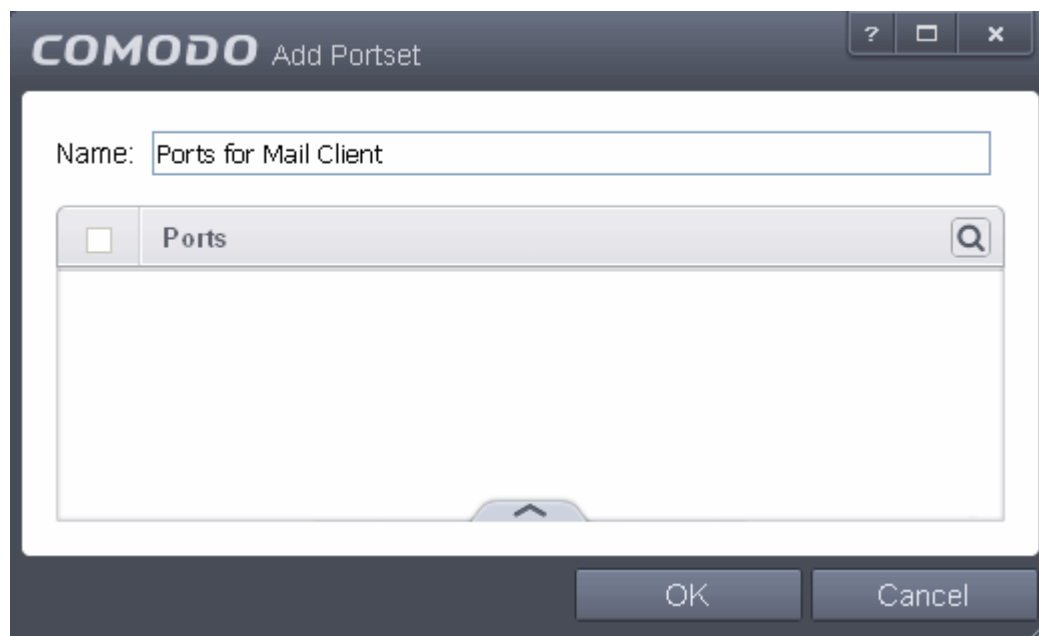 COMODO Add Portset ?
x
Name: Ports for Mail Client
Ports
OK Cancel